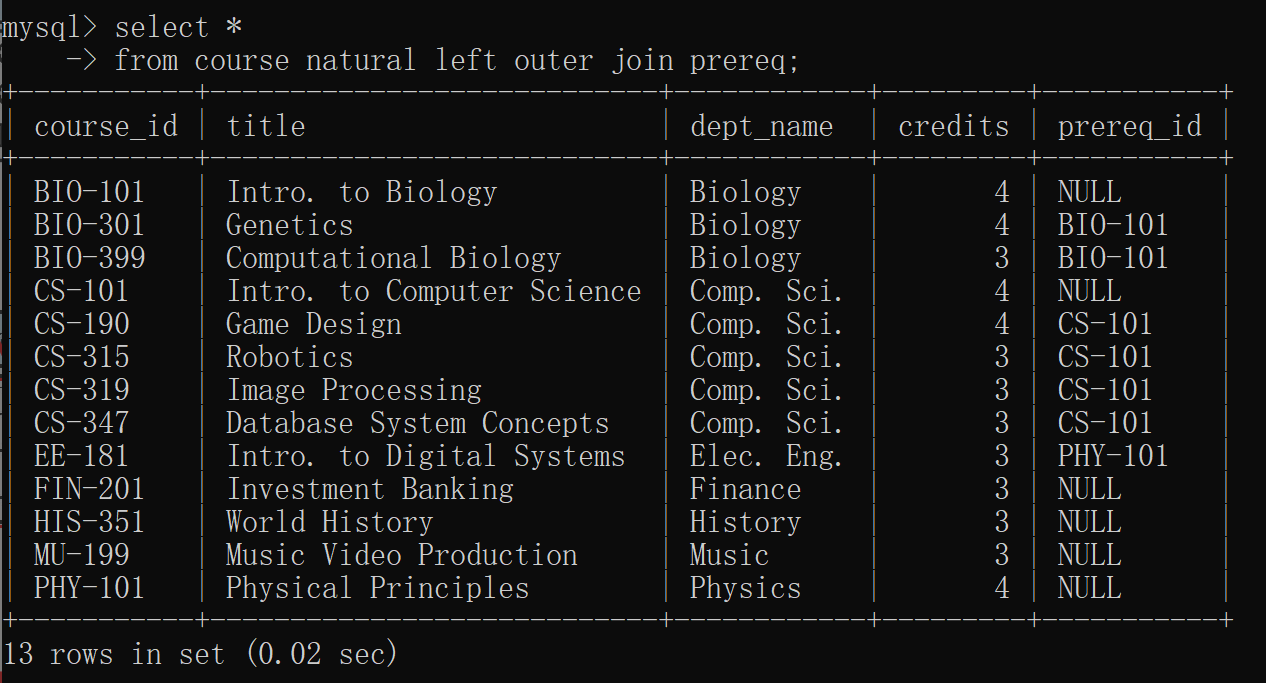 mysql> select *
    -> from course natural left outer join prereq;
+-----------+----------------------------+------------+---------+-----------+
| course_id | title                      | dept_name  | credits | prereq_id |
+-----------+----------------------------+------------+---------+-----------+
| BIO-101   | Intro. to Biology          | Biology    |       4 | NULL      |
| BIO-301   | Genetics                   | Biology    |       4 | BIO-101   |
| BIO-399   | Computational Biology      | Biology    |       3 | BIO-101   |
| CS-101    | Intro. to Computer Science | Comp. Sci. |       4 | NULL      |
| CS-190    | Game Design                | Comp. Sci. |       4 | CS-101    |
| CS-315    | Robotics                   | Comp. Sci. |       3 | CS-101    |
| CS-319    | Image Processing           | Comp. Sci. |       3 | CS-101    |
| CS-347    | Database System Concepts   | Comp. Sci. |       3 | CS-101    |
| EE-181    | Intro. to Digital Systems  | Elec. Eng. |       3 | PHY-101   |
| FIN-201   | Investment Banking         | Finance    |       3 | NULL      |
| HIS-351   | World History              | History    |       3 | NULL      |
| MU-199    | Music Video Production     | Music      |       3 | NULL      |
| PHY-101   | Physical Principles        | Physics    |       4 | NULL      |
+-----------+----------------------------+------------+---------+-----------+
13 rows in set (0.02 sec)